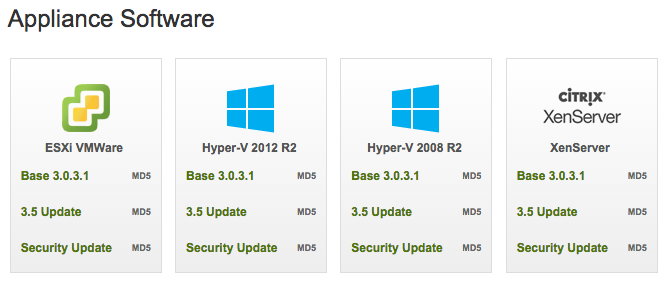 Appliance Software
ESXi VMWare
Base 3.0.3.1 MD5
3.5 Update MD5
Security Update MD5
Hyper-V 2012 R2
Base 3.0.3.1 MD5
3.5 Update MD5
Security Update MD5
Hyper-V 2008 R2
Base 3.0.3.1 MD5
3.5 Update MD5
Security Update MD5
CITRIX
XenServer
XenServer
Base 3.0.3.1 MD5
3.5 Update MD5
Security Update MD5